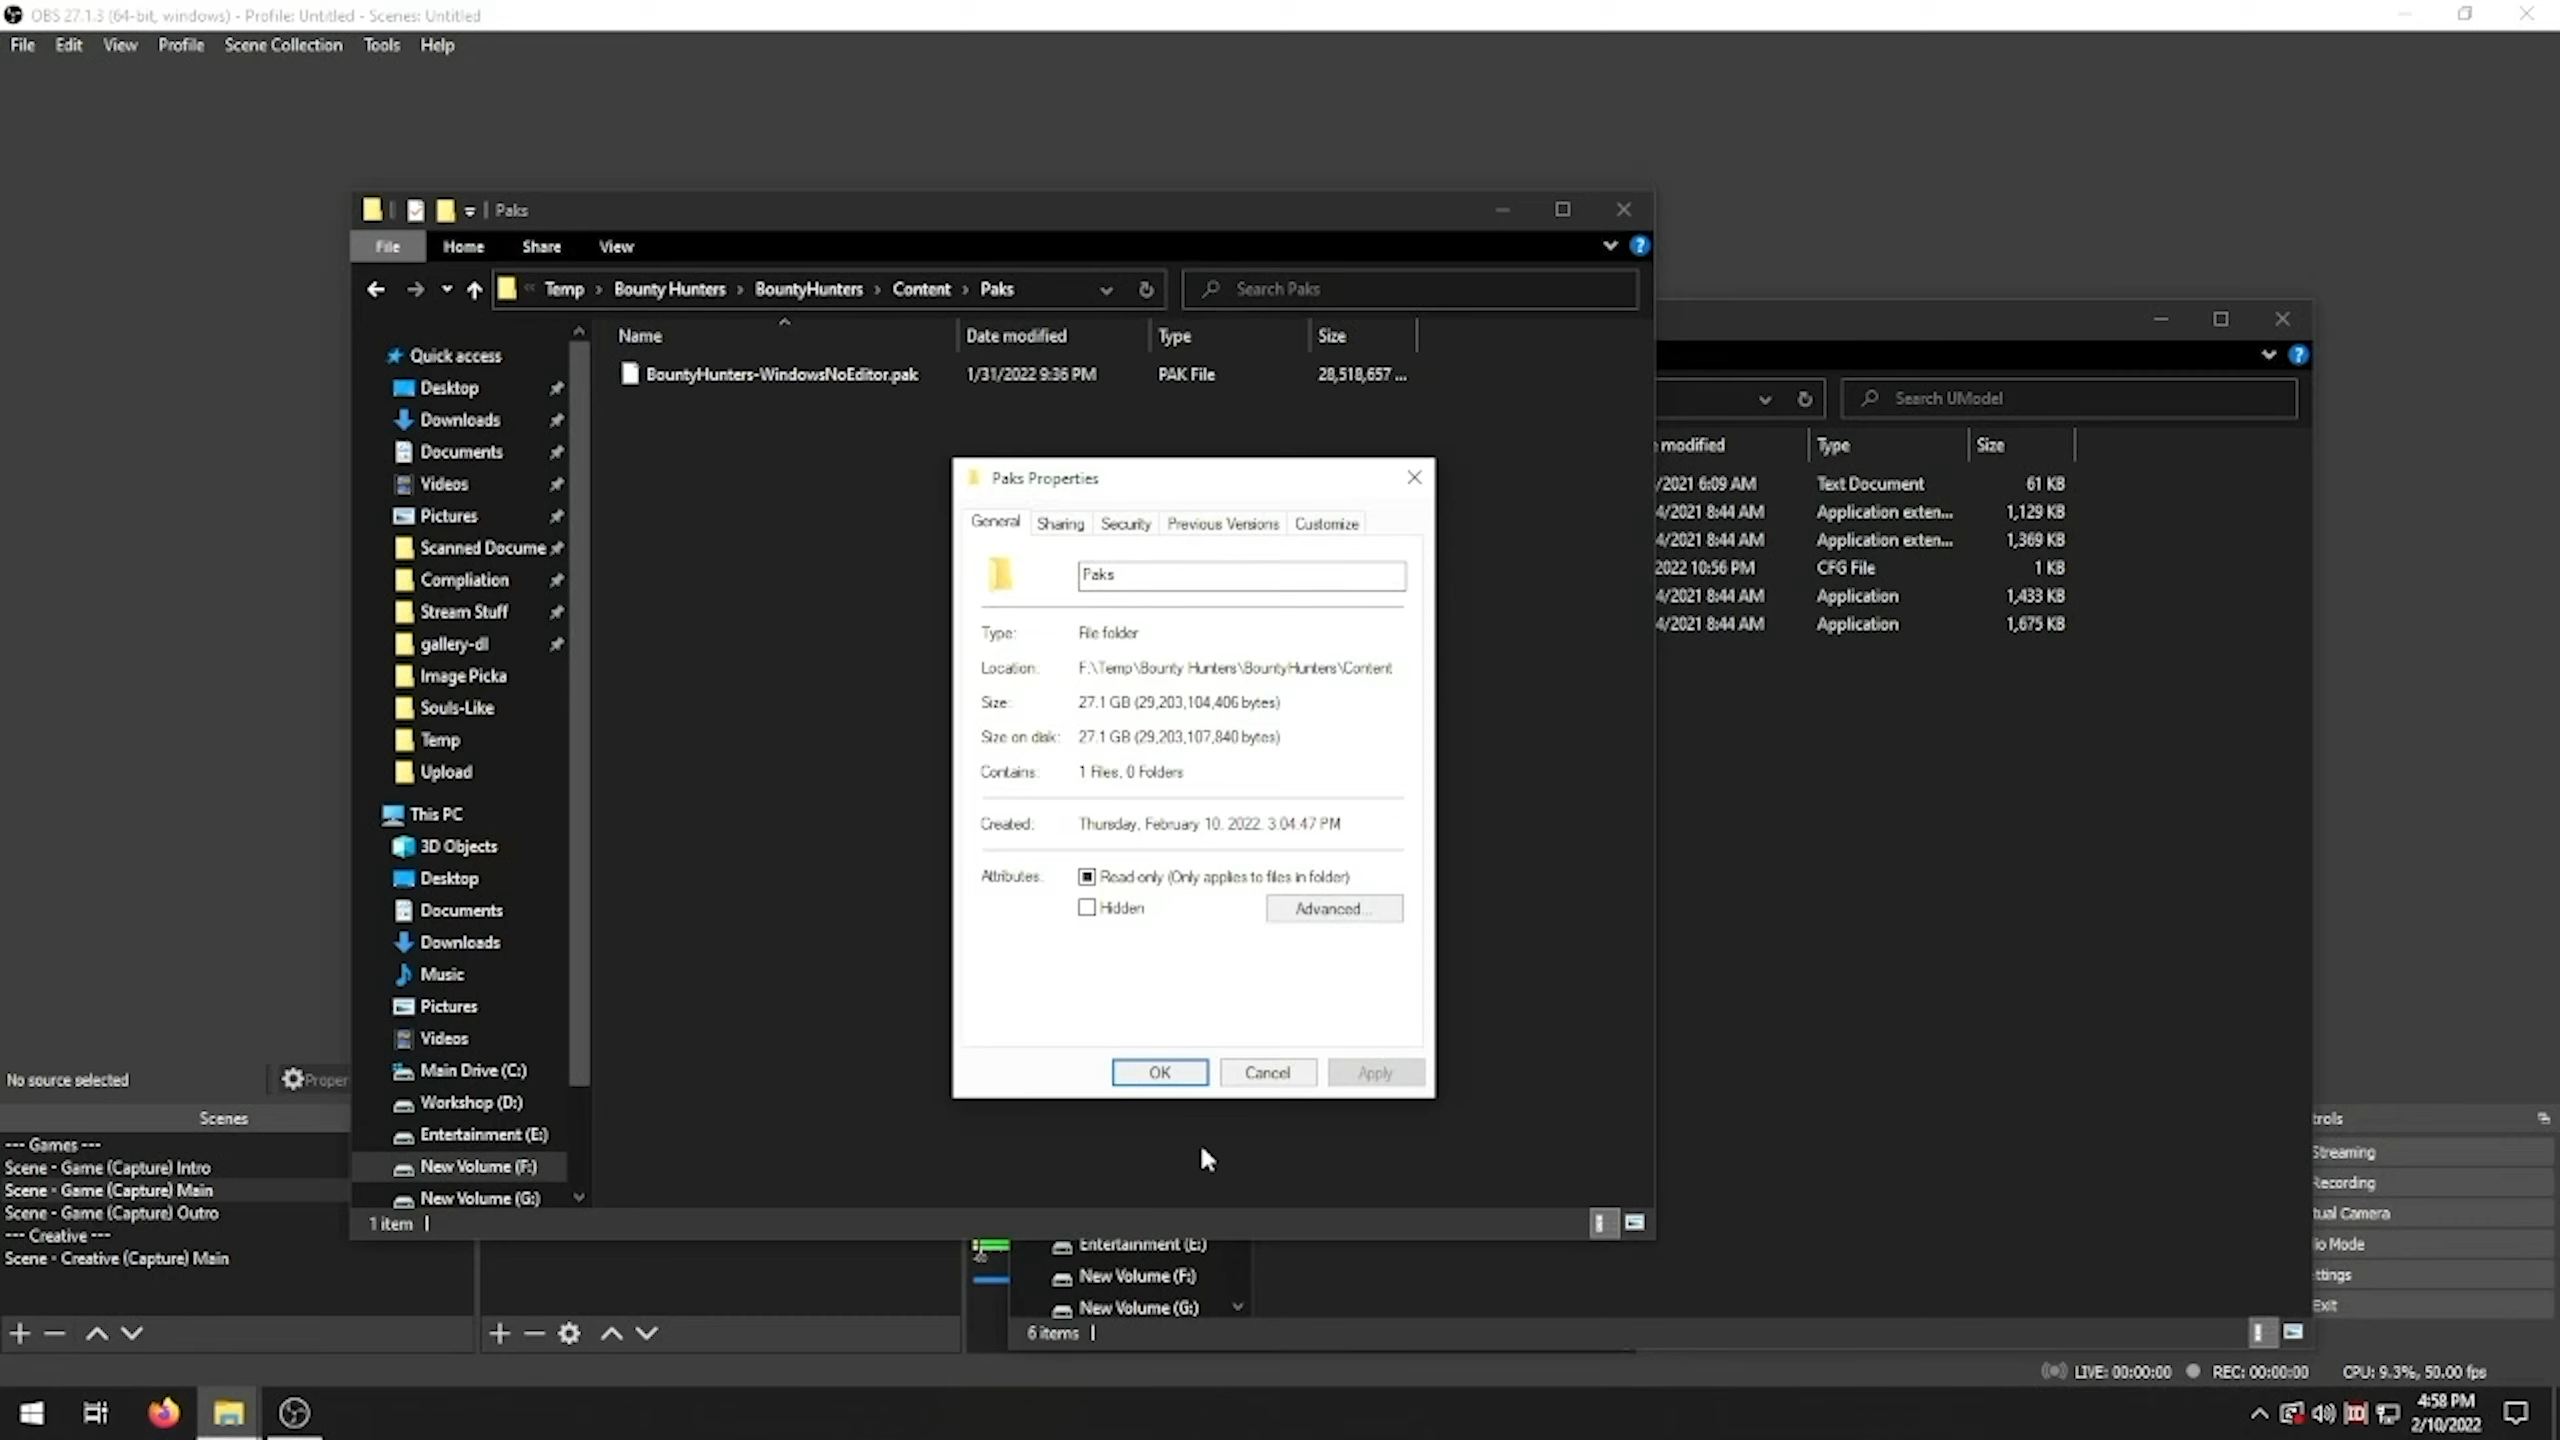 OBS 27.1.3 (64-bit, windows) - Profile: Untitled - Scenes: Untitled
File Edit View Profile Scene Collection Tools Help
Paks
File Home Share View
Temp › Bounty Hunters › BountyHunters › Content › Paks
Search Paks
Name Date modified Type Size
BountyHunters-WindowsNoEditor.pak 1/31/2022 9:36 PM PAK File 28,518,657 ...
Quick access
Desktop
Downloads
Documents
Videos
Pictures
Scanned Docume
Compliation
Stream Stuff
gallery-dl
Image Picka
Souls-Like
Temp
Upload
This PC
3D Objects
Desktop
Documents
Downloads
Music
Pictures
Videos
Main Drive (C:)
Workshop (D:)
Entertainment (E:)
New Volume (F:)
New Volume (G:)
1 item
Paks Properties
General Sharing Security Previous Versions Customize
Paks
Type: File folder
Location: F:\Temp\Bounty Hunters\BountyHunters\Content
Size: 27.1 GB (29,203,104,406 bytes)
Size on disk: 27.1 GB (29,203,107,840 bytes)
Contains: 1 Files, 0 Folders
Created: Thursday, February 10, 2022, 3:04:47 PM
Attributes: Read-only (Only applies to files in folder)
Hidden Advanced...
OK Cancel Apply
Search UModel
modified Type Size
/2021 6:09 AM Text Document 61 KB
4/2021 8:44 AM Application exten... 1,129 KB
4/2021 8:44 AM Application exten... 1,369 KB
2022 10:56 PM CFG File 1 KB
4/2021 8:44 AM Application 1,433 KB
4/2021 8:44 AM Application 1,675 KB
Entertainment (E:)
New Volume (F:)
New Volume (G:)
6 items
No source selected
Proper
Scenes
--- Games ---
Scene - Game (Capture) Intro
Scene - Game (Capture) Main
Scene - Game (Capture) Outro
--- Creative ---
Scene - Creative (Capture) Main
trols
Streaming
Recording
tual Camera
io Mode
ttings
Exit
LIVE: 00:00:00 REC: 00:00:00 CPU: 9.3%, 50.00 fps
4:58 PM
2/10/2022